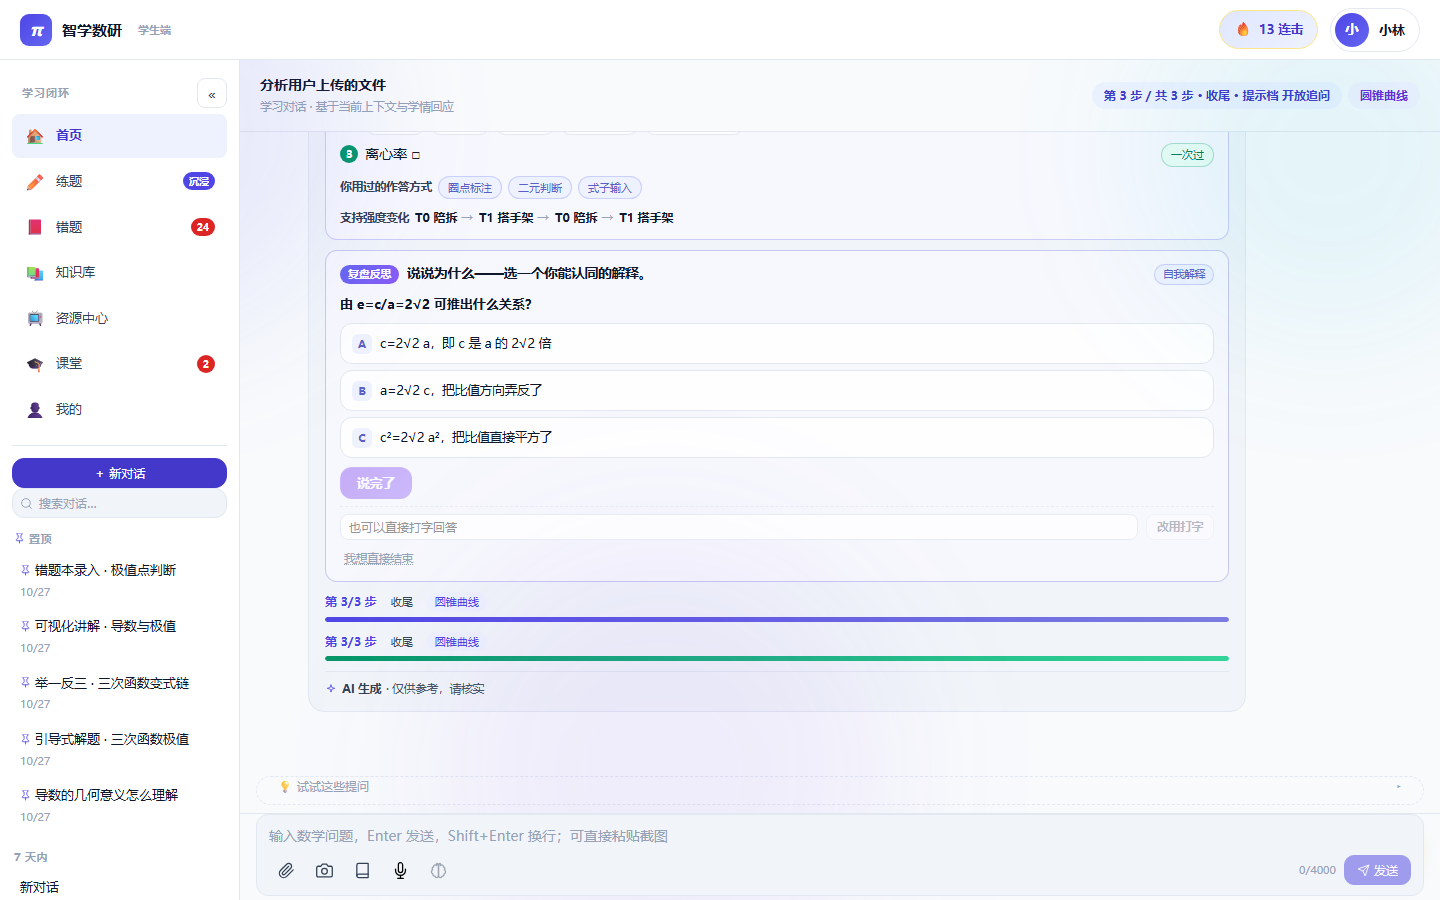 π 智学数研 学生端
🔥 13 连击
小 小林
学习闭环 «
首页
练题 沉浸
错题 24
知识库
资源中心
课堂 2
我的
+ 新对话
搜索对话...
置顶
错题本录入 · 极值点判断
10/27
可视化讲解 · 导数与极值
10/27
举一反三 · 三次函数变式链
10/27
引导式解题 · 三次函数极值
10/27
导数的几何意义怎么理解
10/27
7 天内
新对话
分析用户上传的文件
学习对话 · 基于当前上下文与学情回应
第 3 步 / 共 3 步 • 收尾 • 提示档 开放追问
圆锥曲线
3 离心率 □ 一次过
你用过的作答方式 圈点标注 二元判断 式子输入
支持强度变化 T0 陪拆 → T1 搭手架 → T0 陪拆 → T1 搭手架
复盘反思 说说为什么——选一个你能认同的解释。 自我解释
由 e=c/a=2√2 可推出什么关系？
A c=2√2 a，即 c 是 a 的 2√2 倍
B a=2√2 c，把比值方向弄反了
C c²=2√2 a²，把比值直接平方了
说完了
也可以直接打字回答 改用打字
我想直接结束
第 3/3 步 收尾 圆锥曲线
第 3/3 步 收尾 圆锥曲线
AI 生成 · 仅供参考，请核实
试试这些提问
输入数学问题，Enter 发送，Shift+Enter 换行；可直接粘贴截图
0/4000 发送